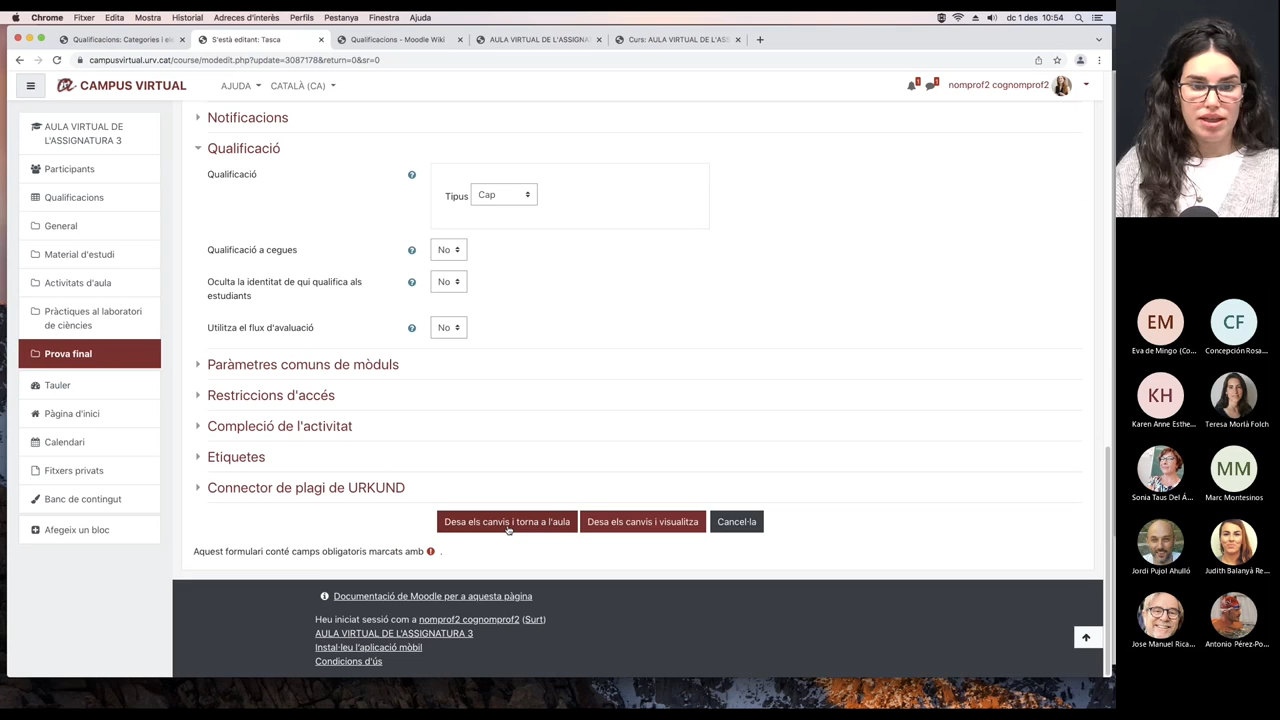 Chrome Fitxer Edita Mostra Historial Adreces d'interès Perfils Pestanya Finestra Ajuda dc 1 des 10:54
Qualificacions: Categories i el
S'està editant: Tasca
Qualificacions - Moodle Wiki
AULA VIRTUAL DE L'ASSIGNA
Curs: AULA VIRTUAL DE L'ASS
campusvirtual.urv.cat/course/modedit.php?update=3087178&return=0&sr=0
CAMPUS VIRTUAL
AJUDA
CATALÀ (CA)
1
1
nomprof2 cognomprof2
AULA VIRTUAL DE
L'ASSIGNATURA 3
Participants
Qualificacions
General
Material d'estudi
Activitats d'aula
Pràctiques al laboratori
de ciències
Prova final
Tauler
Pàgina d'inici
Calendari
Fitxers privats
Banc de contingut
Afegeix un bloc
Notificacions
Qualificació
Qualificació
Tipus Cap
Qualificació a cegues
No
Oculta la identitat de qui qualifica als
estudiants
No
Utilitza el flux d'avaluació
No
Paràmetres comuns de mòduls
Restriccions d'accés
Compleció de l'activitat
Etiquetes
Connector de plagi de URKUND
Desa els canvis i torna a l'aula
Desa els canvis i visualitza
Cancel·la
Aquest formulari conté camps obligatoris marcats amb .
Documentació de Moodle per a aquesta pàgina
Heu iniciat sessió com a nomprof2 cognomprof2 (Surt)
AULA VIRTUAL DE L'ASSIGNATURA 3
Instal·leu l'aplicació mòbil
Condicions d'ús
EM
CF
Eva de Mingo (Co...
Concepción Rosa...
KH
Karen Anne Esthe...
Teresa Morlà Folch
MM
Sonia Taus Del Á...
Marc Montesinos
Jordi Pujol Ahulló
Judith Balanyà Re...
Jose Manuel Rica...
Antonio Pérez-Po...